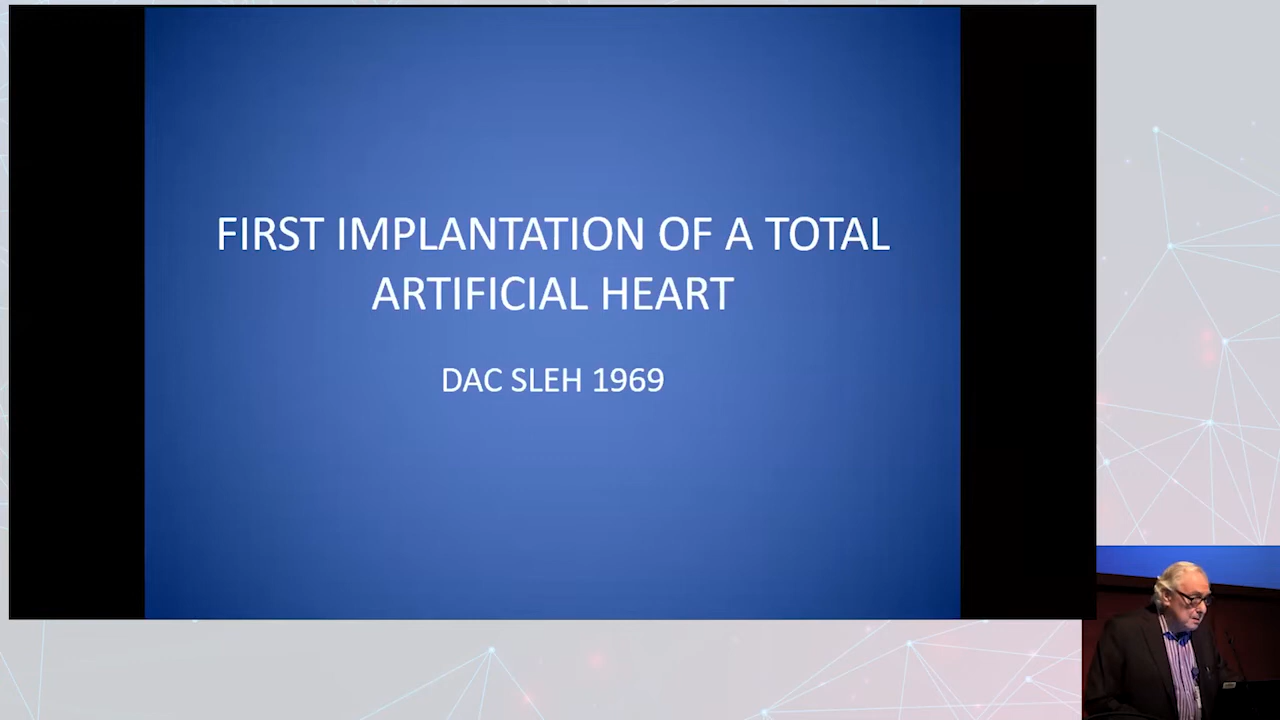 FIRST IMPLANTATION OF A TOTAL
ARTIFICIAL HEART
DAC SLEH 1969